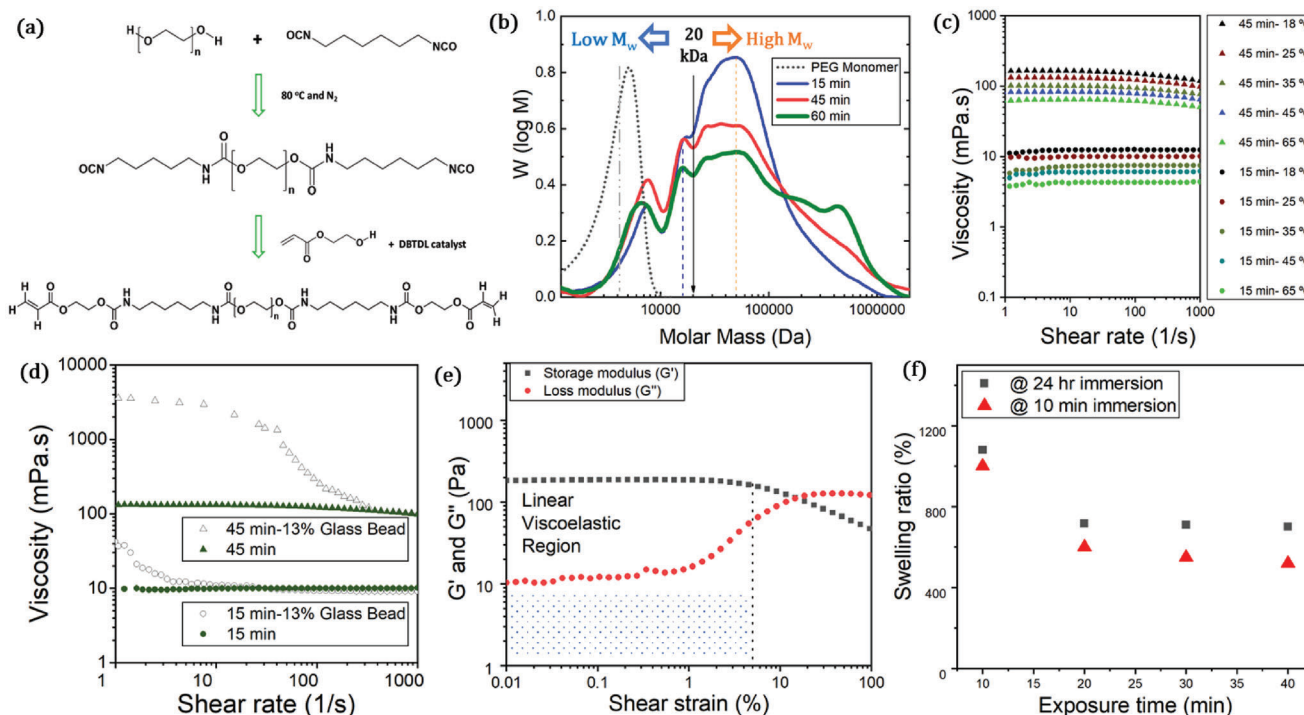 (a)
H
O
O
H
n
+
OCN
NCO
80 °C and N2
OCN
H
N
O
O
O
n
O
N
H
NCO
O
O
OH
+ DBTDL catalyst
(b)
Low Mw
20
kDa
High Mw
PEG Monomer
15 min
45 min
60 min
W (log M)
0.0
0.2
0.4
0.6
0.8
1.0
10000
100000
1000000
Molar Mass (Da)
(c)
Viscosity (mPa.s)
0.1
1
10
100
1000
1
10
100
1000
Shear rate (1/s)
45 min- 18 %
45 min- 25 %
45 min- 35 %
45 min- 45 %
45 min- 65 %
15 min- 18 %
15 min- 25 %
15 min- 35 %
15 min- 45 %
15 min- 65 %
(d)
Viscosity (mPa.s)
10000
1000
100
10
1
45 min-13% Glass Bead
45 min
15 min-13% Glass Bead
15 min
1
10
100
1000
Shear rate (1/s)
(e)
Storage modulus (G')
Loss modulus (G'')
G' and G'' (Pa)
1000
100
10
1
Linear
Viscoelastic
Region
0.01
0.1
1
10
100
Shear strain (%)
(f)
@ 24 hr immersion
@ 10 min immersion
Swelling ratio (%)
1200
800
400
0
10
20
30
40
Exposure time (min)